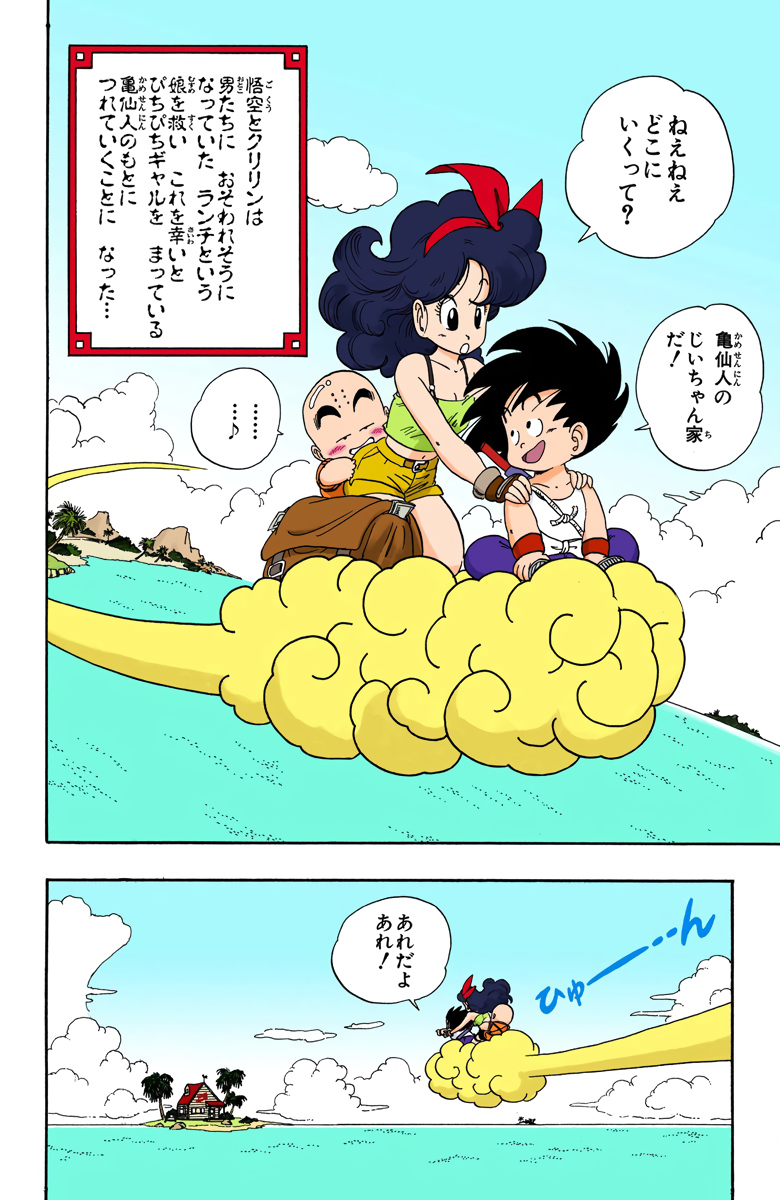 悟空とクリリンは
男たちに おそわれそうに
なっていた ランチという
娘を救い これを幸いと
ぴちぴちギャルを まっている
亀仙人のもとに
つれていくことに なった…
ねえねえ
どこに
いくって？
亀仙人の
じいちゃん家
だ！
……
…♪
あれだよ
あれ！
ひゅーー…ん